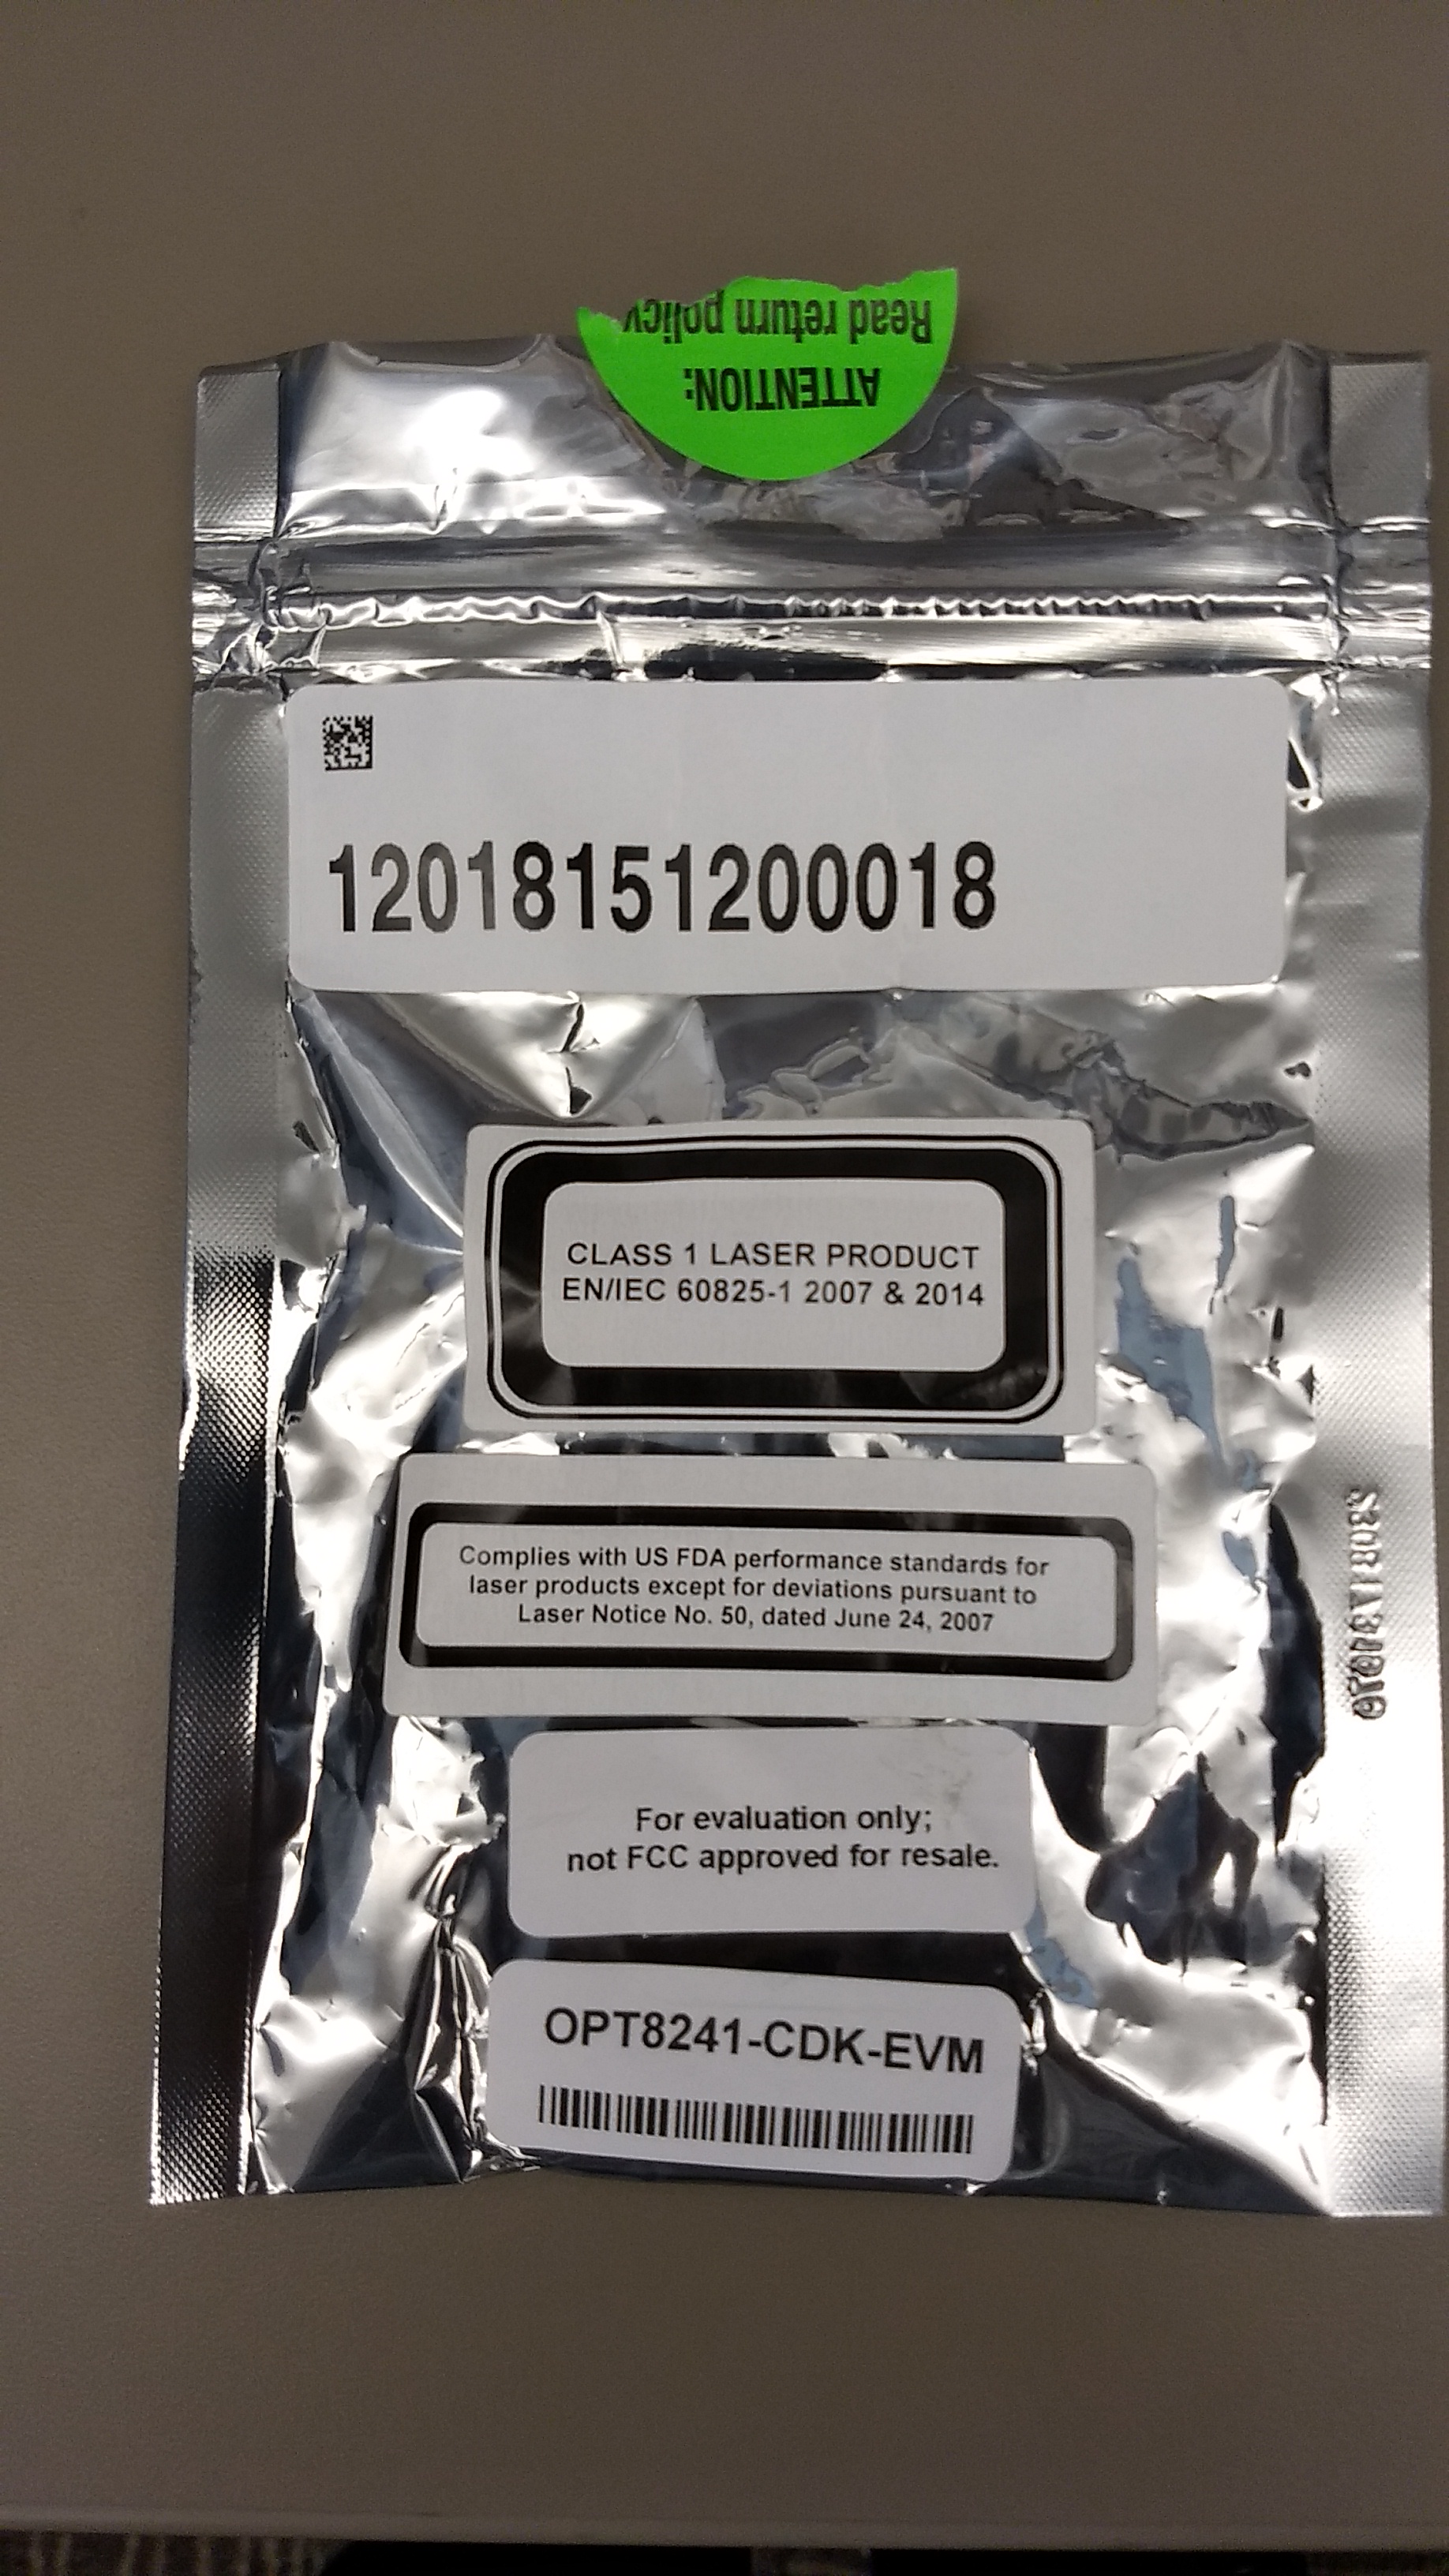 ATTENTION:
Read return policy
12018151200018
CLASS 1 LASER PRODUCT
EN/IEC 60825-1 2007 & 2014
Complies with US FDA performance standards for
laser products except for deviations pursuant to
Laser Notice No. 50, dated June 24, 2007
For evaluation only;
not FCC approved for resale.
OPT8241-CDK-EVM